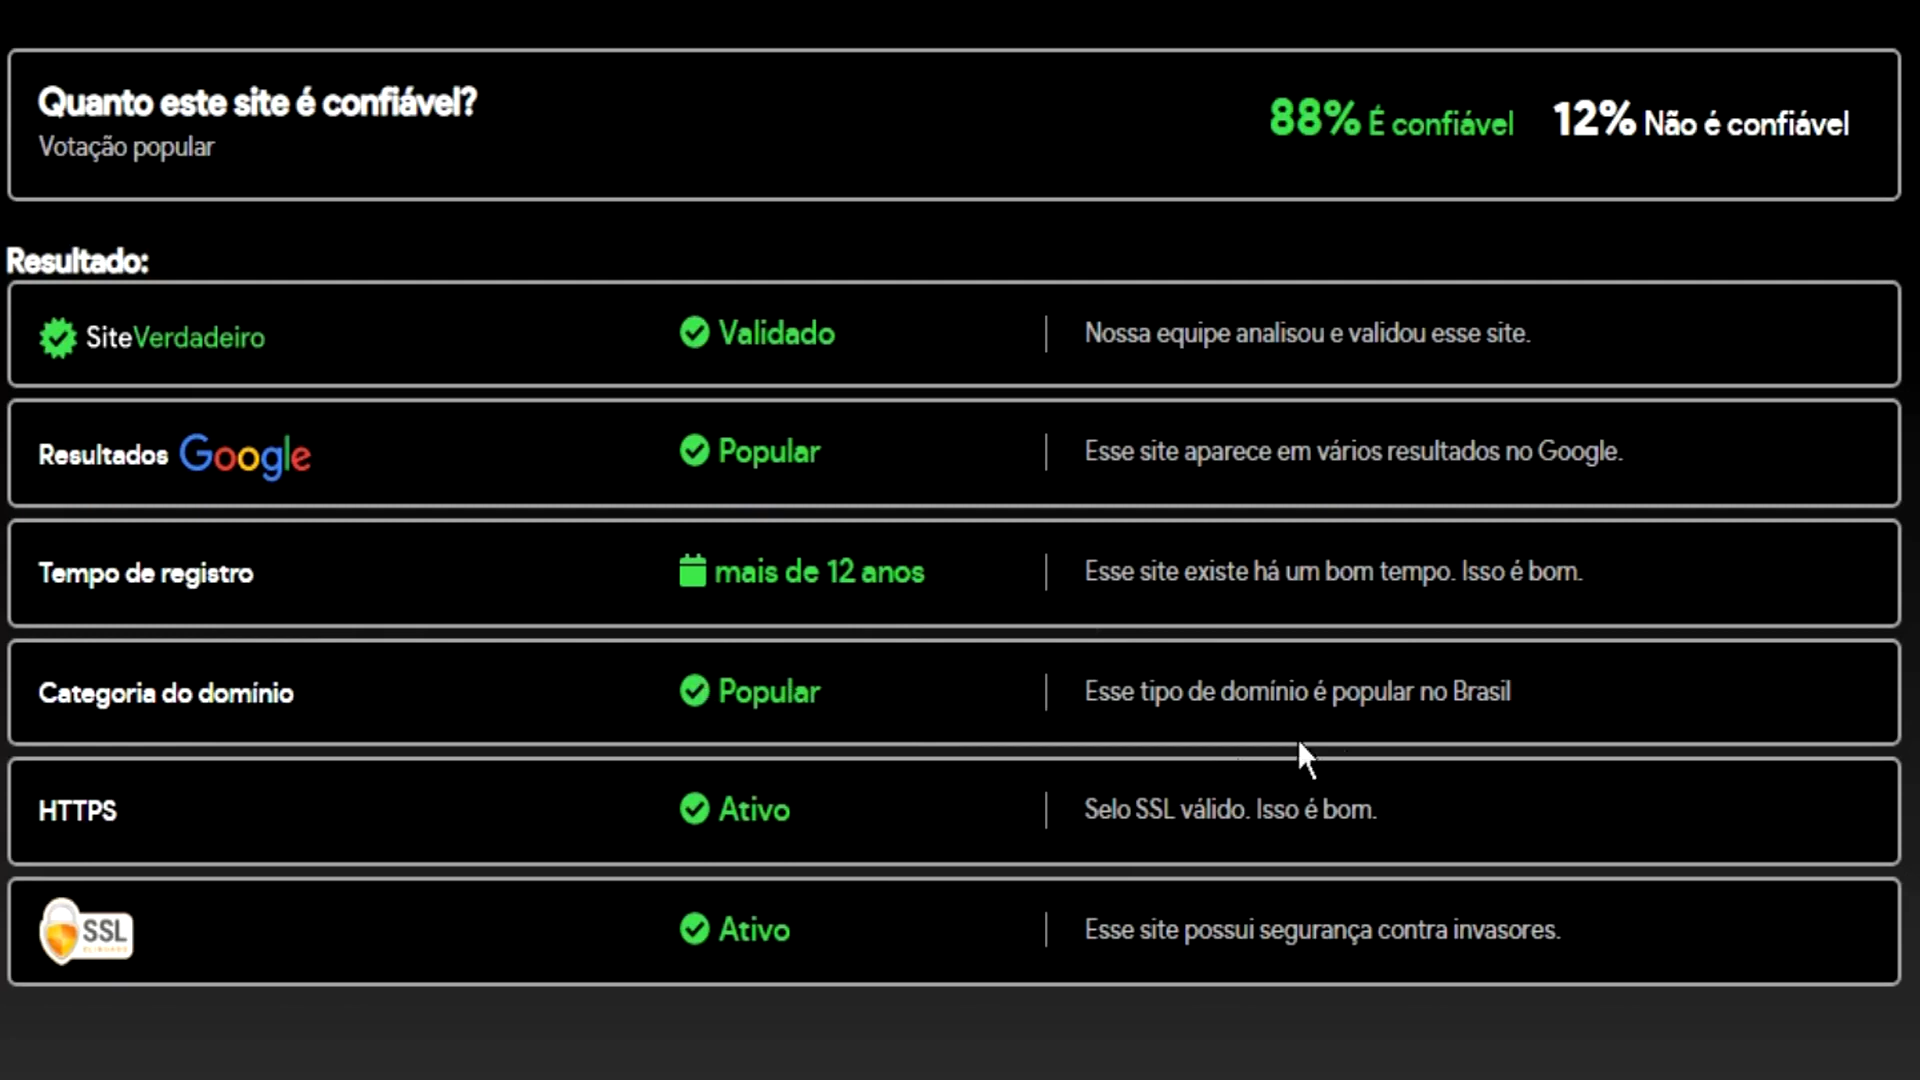 Quanto este site é confiável?
Votação popular
88% É confiável 12% Não é confiável
Resultado:
SiteVerdadeiro Validado Nossa equipe analisou e validou esse site.
Resultados Google Popular Esse site aparece em vários resultados no Google.
Tempo de registro mais de 12 anos Esse site existe há um bom tempo. Isso é bom.
Categoria do domínio Popular Esse tipo de domínio é popular no Brasil
HTTPS Ativo Selo SSL válido. Isso é bom.
SSL Ativo Esse site possui segurança contra invasores.